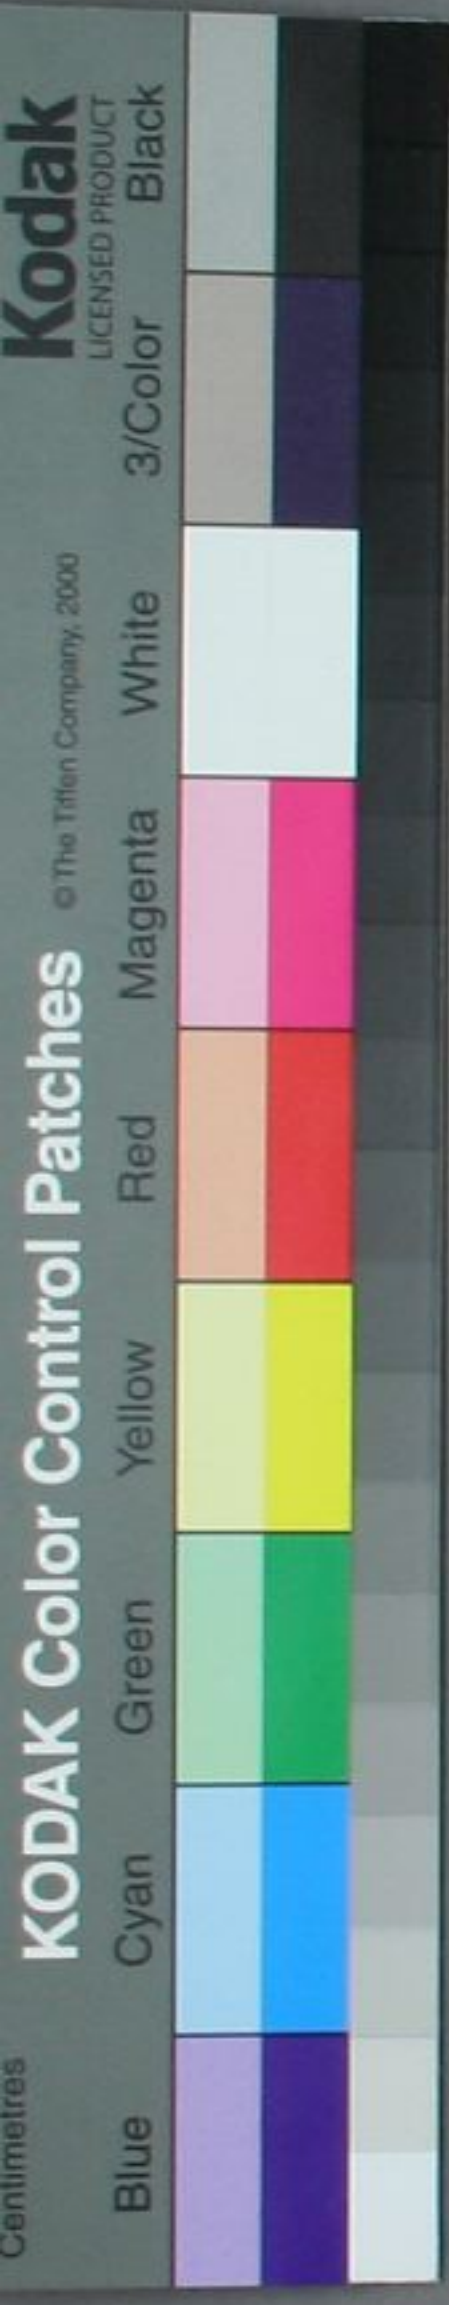 Centimetres
KODAK Color Control Patches © The Tiffen Company, 2000
Kodak
LICENSED PRODUCT
Blue Cyan Green Yellow Red Magenta White 3/Color Black